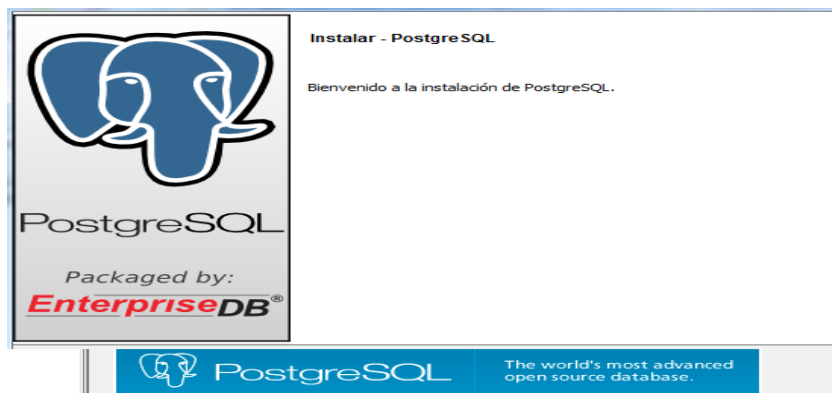 Instalar - PostgreSQL
Bienvenido a la instalación de PostgreSQL.
PostgreSQL
Packaged by:
EnterpriseDB®
PostgreSQL
The world's most advanced
open source database.